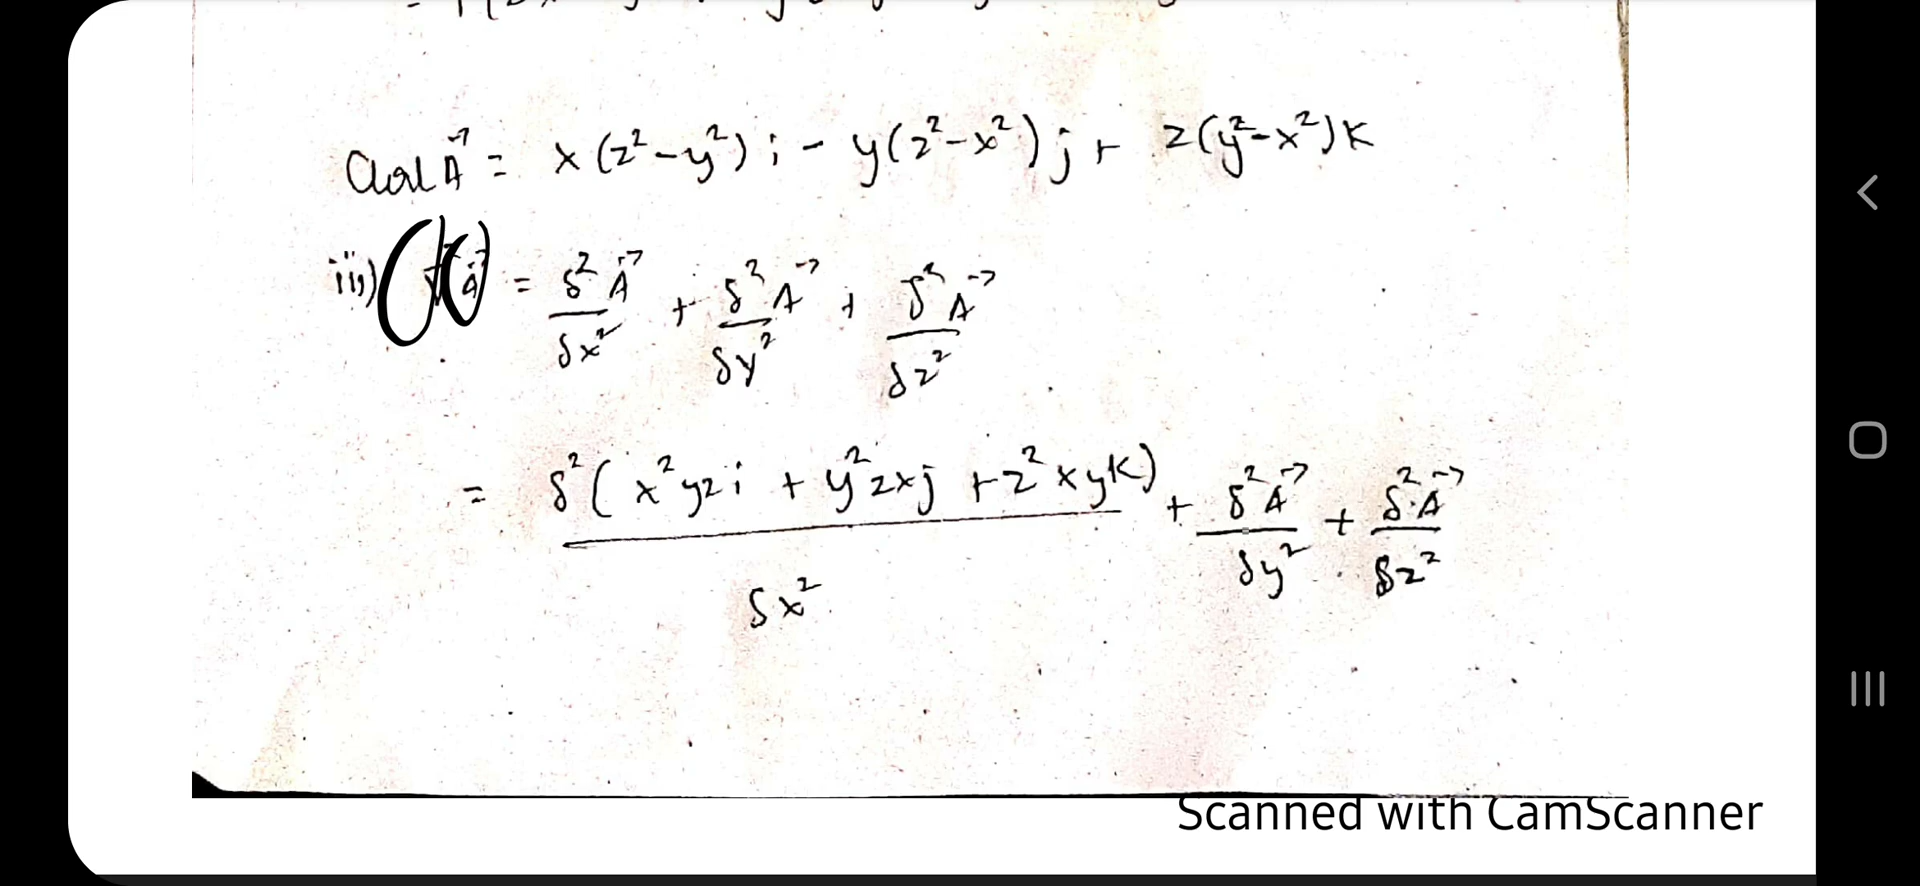 Curl A⃗ = x(z²-y²)i - y(z²-x²)j + z(y²-x²)k
iii) = δ²A⃗/δx² + δ²A⃗/δy² + δ²A⃗/δz²
= δ²(x²yzi + y²zxj + z²xyk)/δx² + δ²A⃗/δy² + δ²A⃗/δz²
Scanned with CamScanner